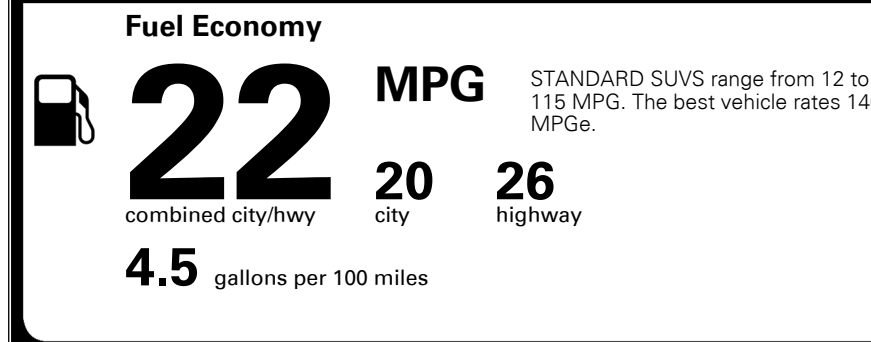 Fuel Economy
22 MPG
STANDARD SUVS range from 12 to
115 MPG. The best vehicle rates
MPGe.
20 26
combined city/hwy city highway
4.5 gallons per 100 miles